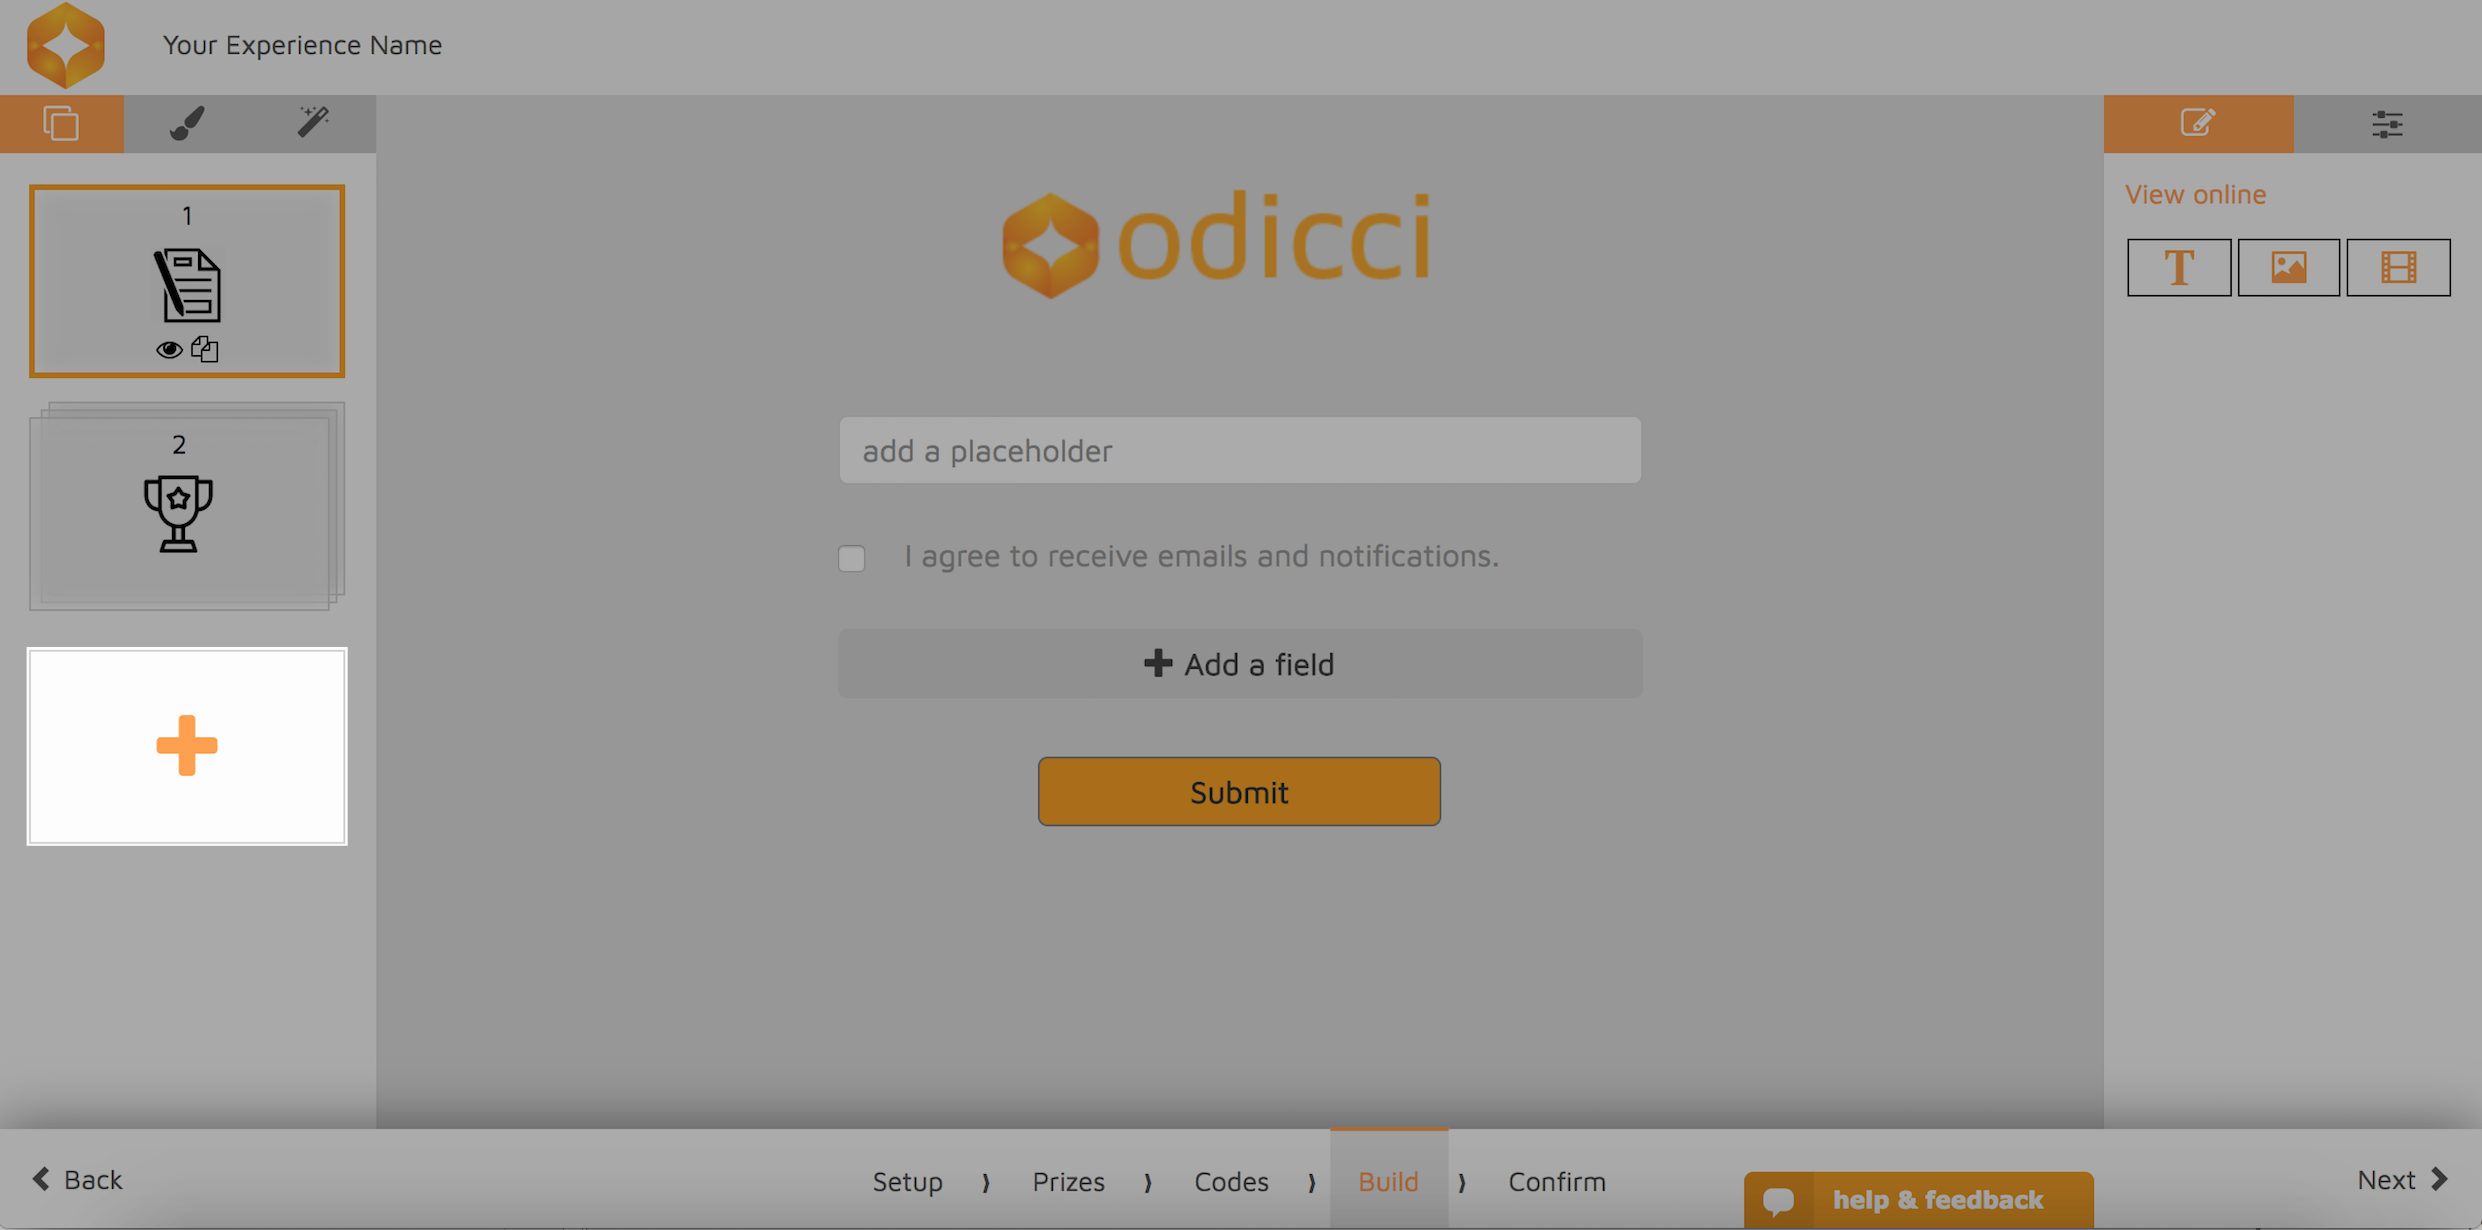 Your Experience Name
1
2
odicci
add a placeholder
I agree to receive emails and notifications.
Add a field
Submit
View online
T
Back
Setup
Prizes
Codes
Build
Confirm
help & feedback
Next